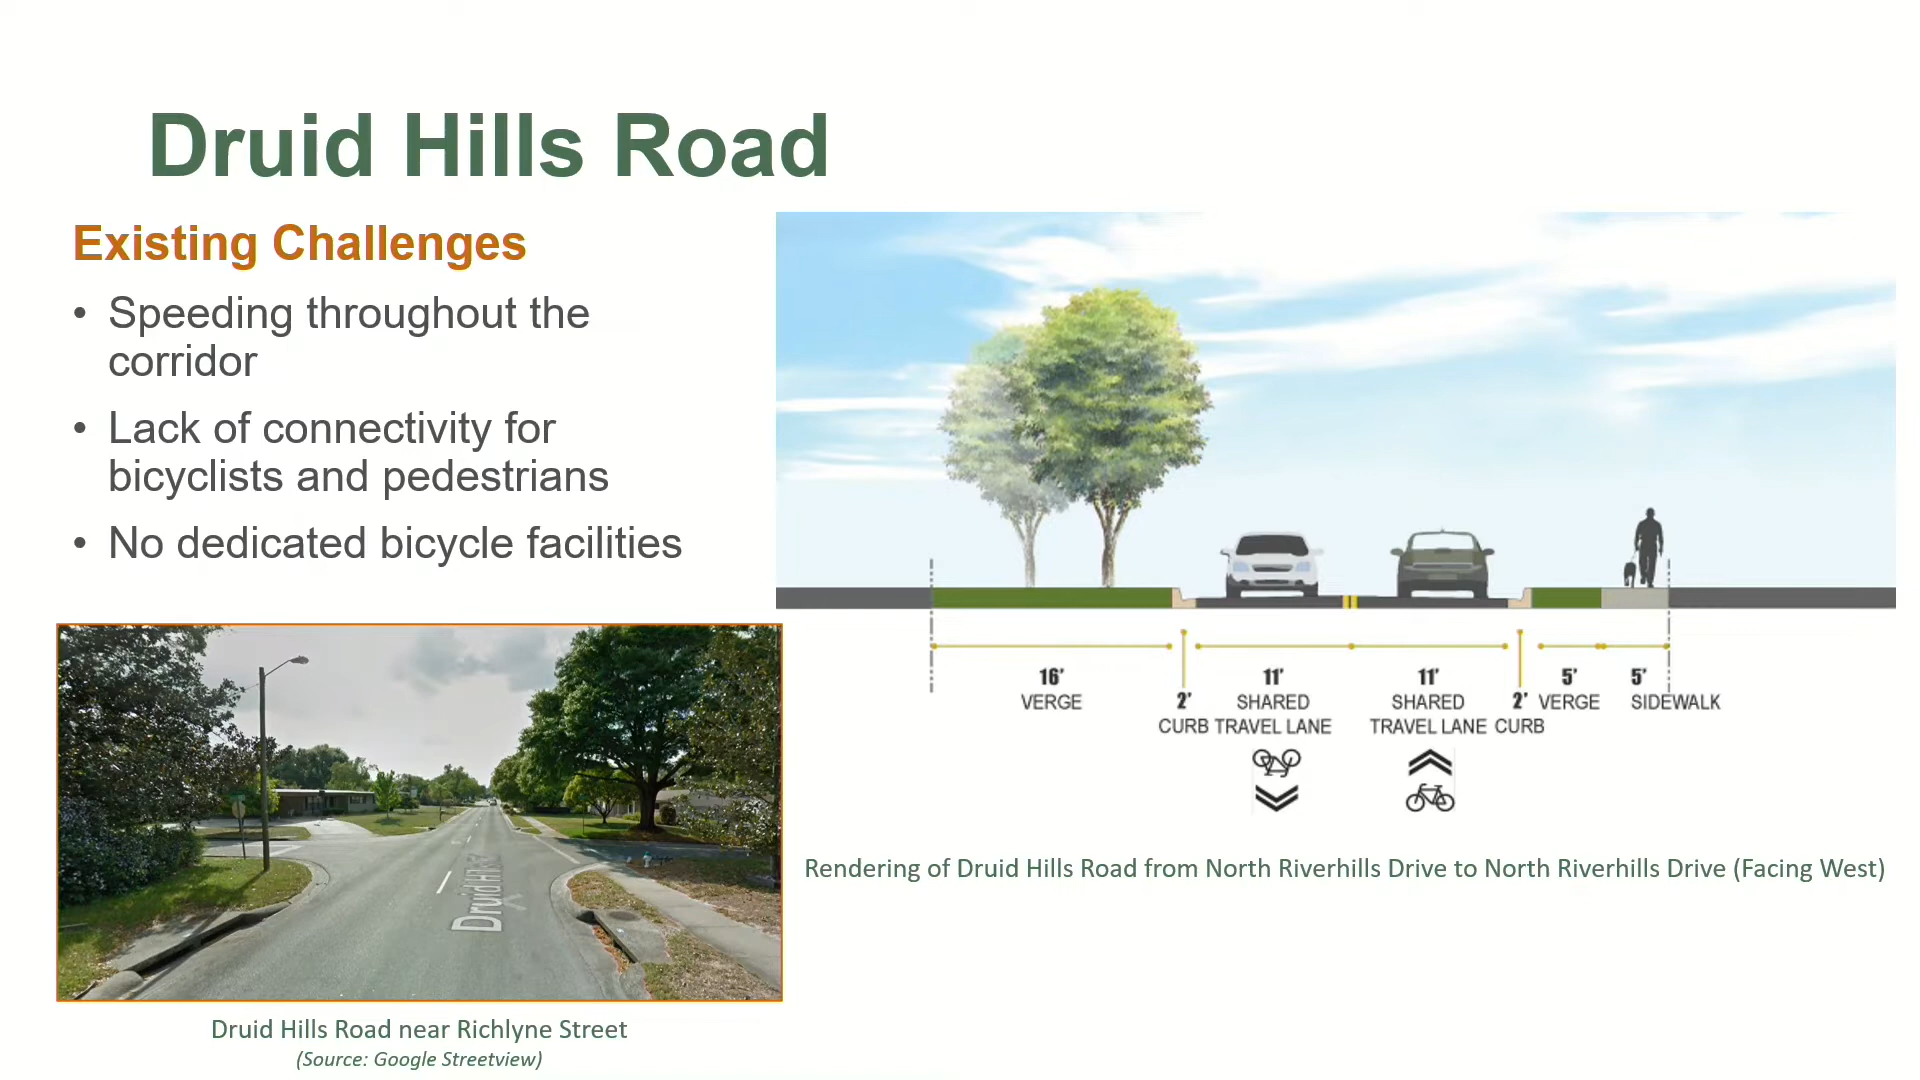 Druid Hills Road
Existing Challenges
• Speeding throughout the
corridor
• Lack of connectivity for
bicyclists and pedestrians
• No dedicated bicycle facilities
16'
VERGE
2'
CURB
11'
SHARED
TRAVEL LANE
11'
SHARED
TRAVEL LANE
2'
CURB
5'
VERGE
5'
SIDEWALK
Rendering of Druid Hills Road from North Riverhills Drive to North Riverhills Drive (Facing West)
Druid Hills Road near Richlyne Street
(Source: Google Streetview)